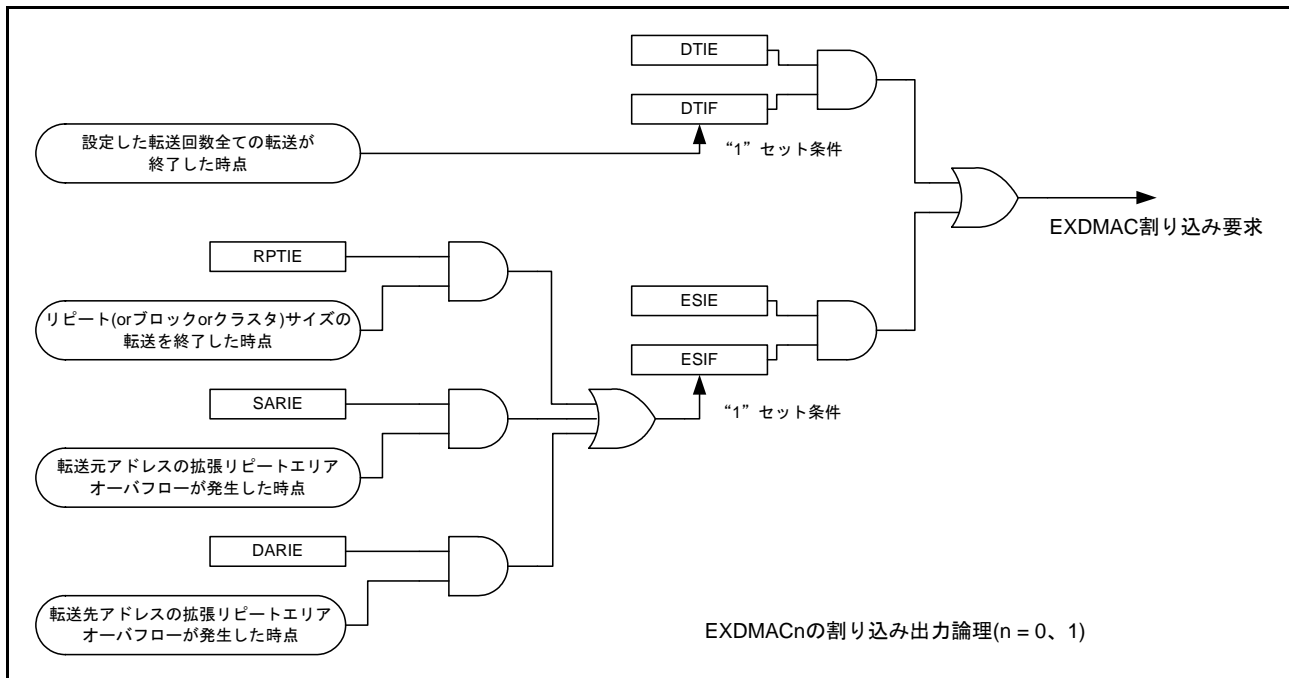 DTIE
DTIF
設定した転送回数全ての転送が
終了した時点
“1”セット条件
EXDMAC割り込み要求
RPTIE
リピート(orブロックorクラスタ)サイズの
転送を終了した時点
ESIE
ESIF
“1”セット条件
SARIE
転送元アドレスの拡張リピートエリア
オーバフローが発生した時点
DARIE
転送先アドレスの拡張リピートエリア
オーバフローが発生した時点
EXDMACnの割り込み出力論理(n = 0、1)